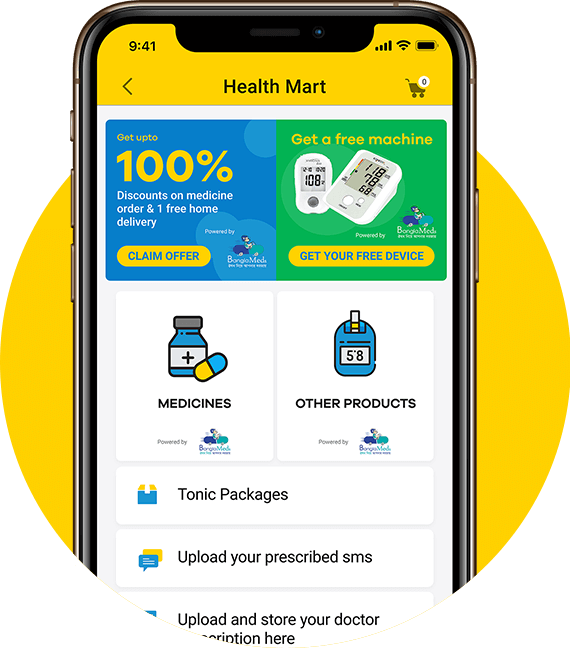 9:41
Health Mart
0
Get upto
100%
Discounts on medicine
order & 1 free home
delivery
Powered by
BanglaMeds
CLAIM OFFER
Get a free machine
108
118
78
Powered by
BanglaMeds
GET YOUR FREE DEVICE
5.8
MEDICINES
OTHER PRODUCTS
Powered by
BanglaMeds
Powered by
BanglaMeds
Tonic Packages
Upload your prescribed sms
Upload and store your doctor
scription here